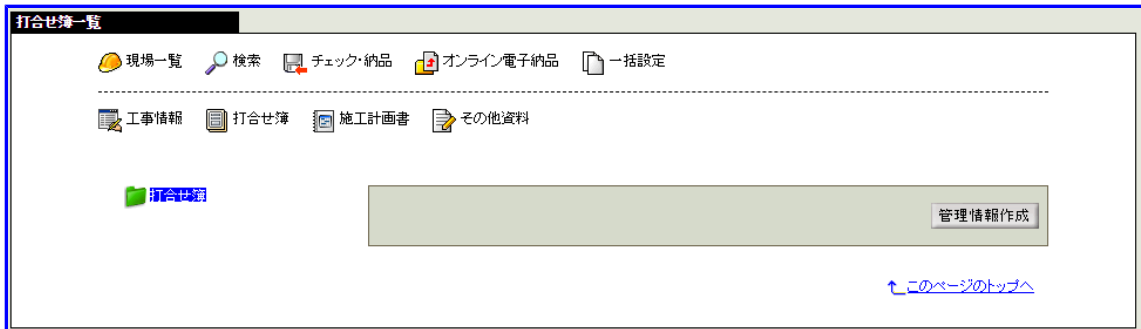 打合せ簿一覧
現場一覧 検索 チェック・納品 オンライン電子納品 一括設定
工事情報 打合せ簿 施工計画書 その他資料
打合せ簿
管理情報作成
このページのトップへ